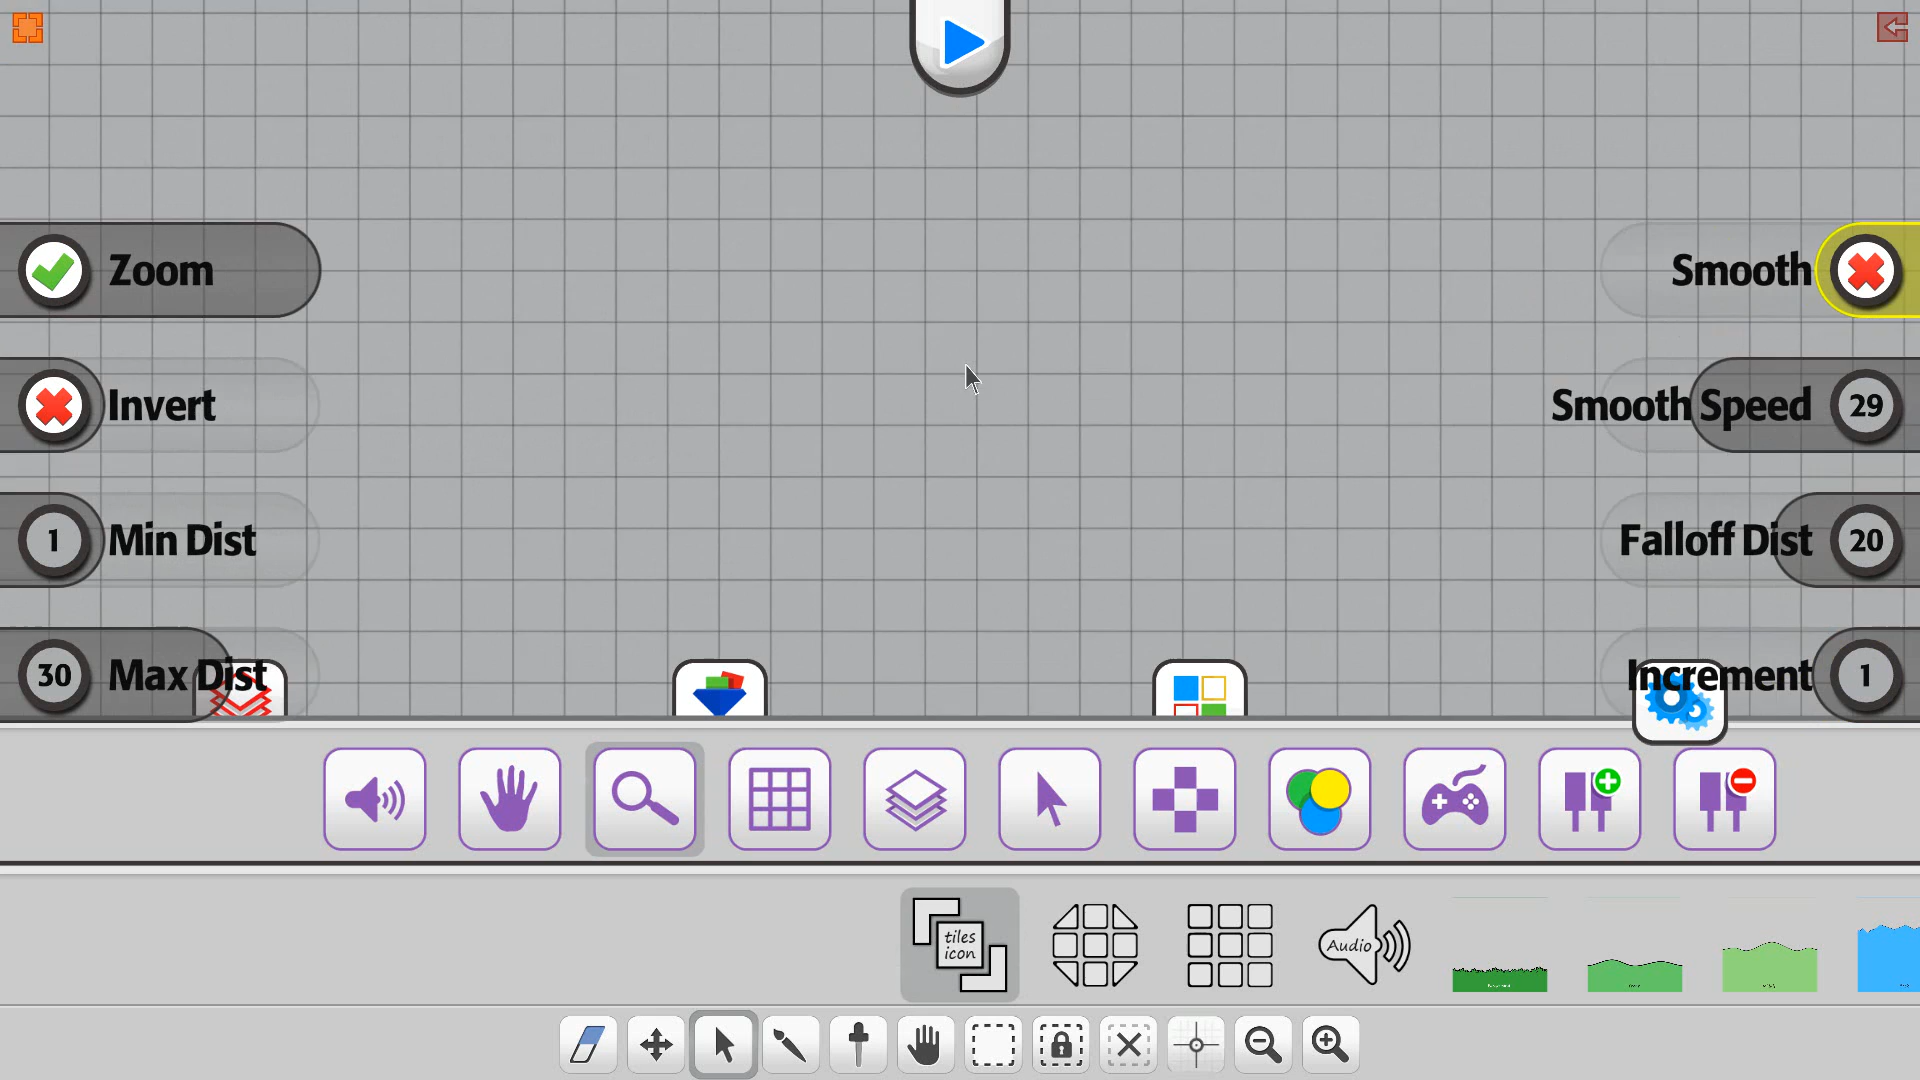 Zoom
Smooth
Invert
Smooth Speed
29
1
Min Dist
Falloff Dist
20
30
Max Dist
Increment
1
tiles
icon
Audio